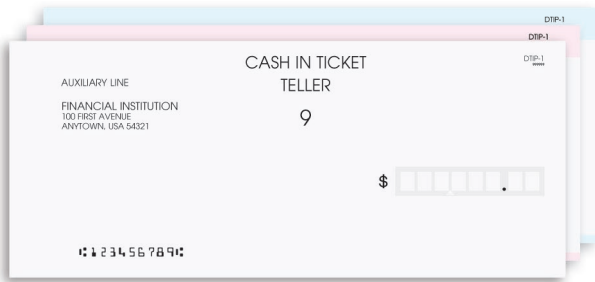 DTIP-1
DTIP-1
DTIP-1
CASH IN TICKET
TELLER
9
AUXILIARY LINE
FINANCIAL INSTITUTION
100 FIRST AVENUE
ANYTOWN, USA 54321
$ .
⑆123456789⑆